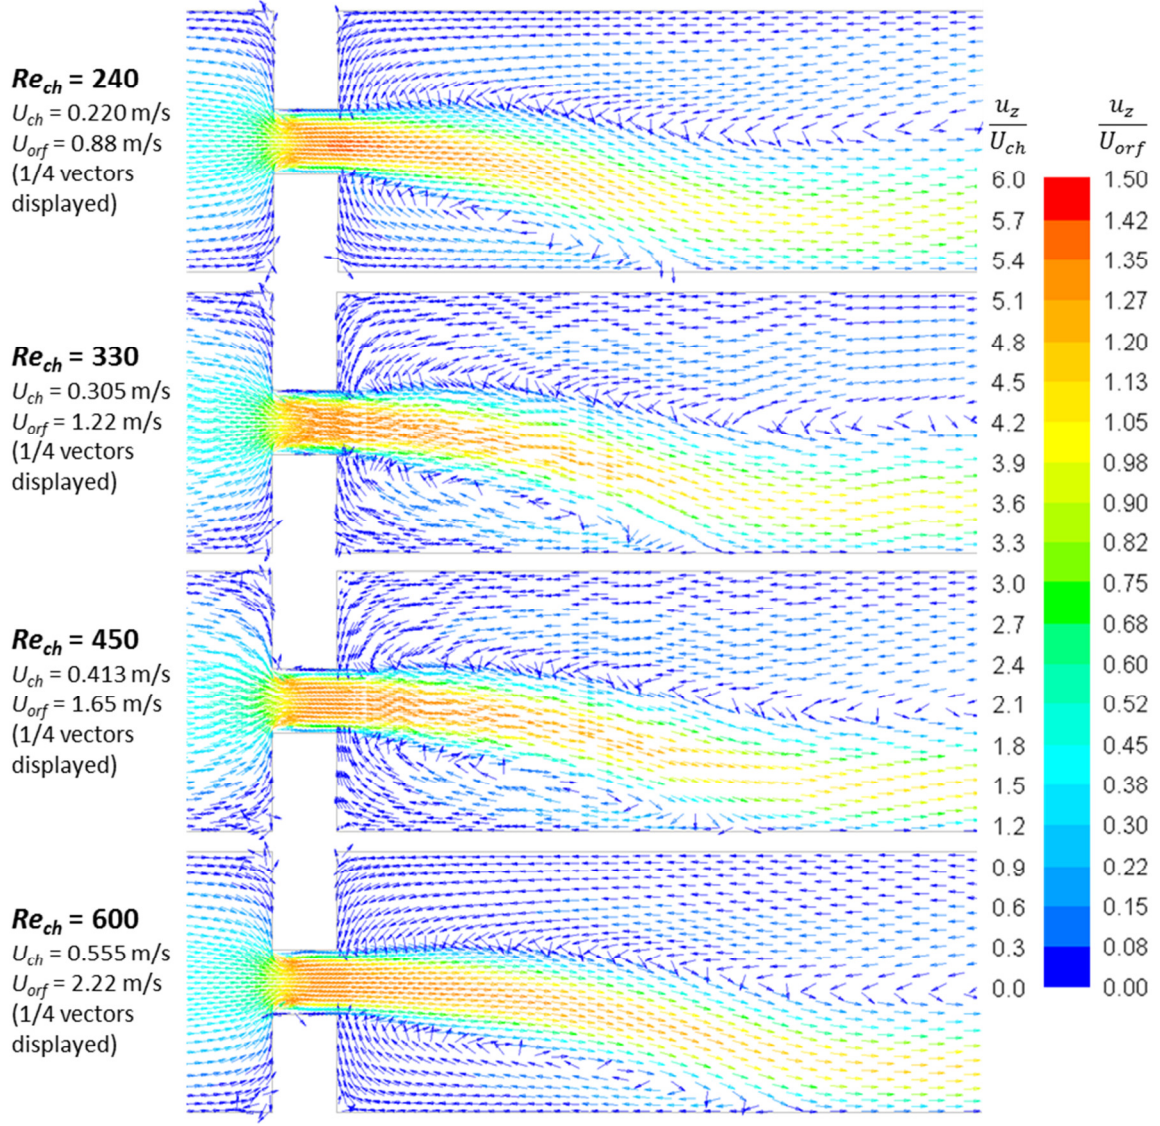 Re_ch = 240
U_ch = 0.220 m/s
U_orf = 0.88 m/s
(1/4 vectors
displayed)
Re_ch = 330
U_ch = 0.305 m/s
U_orf = 1.22 m/s
(1/4 vectors
displayed)
Re_ch = 450
U_ch = 0.413 m/s
U_orf = 1.65 m/s
(1/4 vectors
displayed)
Re_ch = 600
U_ch = 0.555 m/s
U_orf = 2.22 m/s
(1/4 vectors
displayed)
u_z u_z
U_ch U_orf
6.0 1.50
5.7 1.42
5.4 1.35
5.1 1.27
4.8 1.20
4.5 1.13
4.2 1.05
3.9 0.98
3.6 0.90
3.3 0.82
3.0 0.75
2.7 0.68
2.4 0.60
2.1 0.52
1.8 0.45
1.5 0.38
1.2 0.30
0.9 0.22
0.6 0.15
0.3 0.08
0.0 0.00